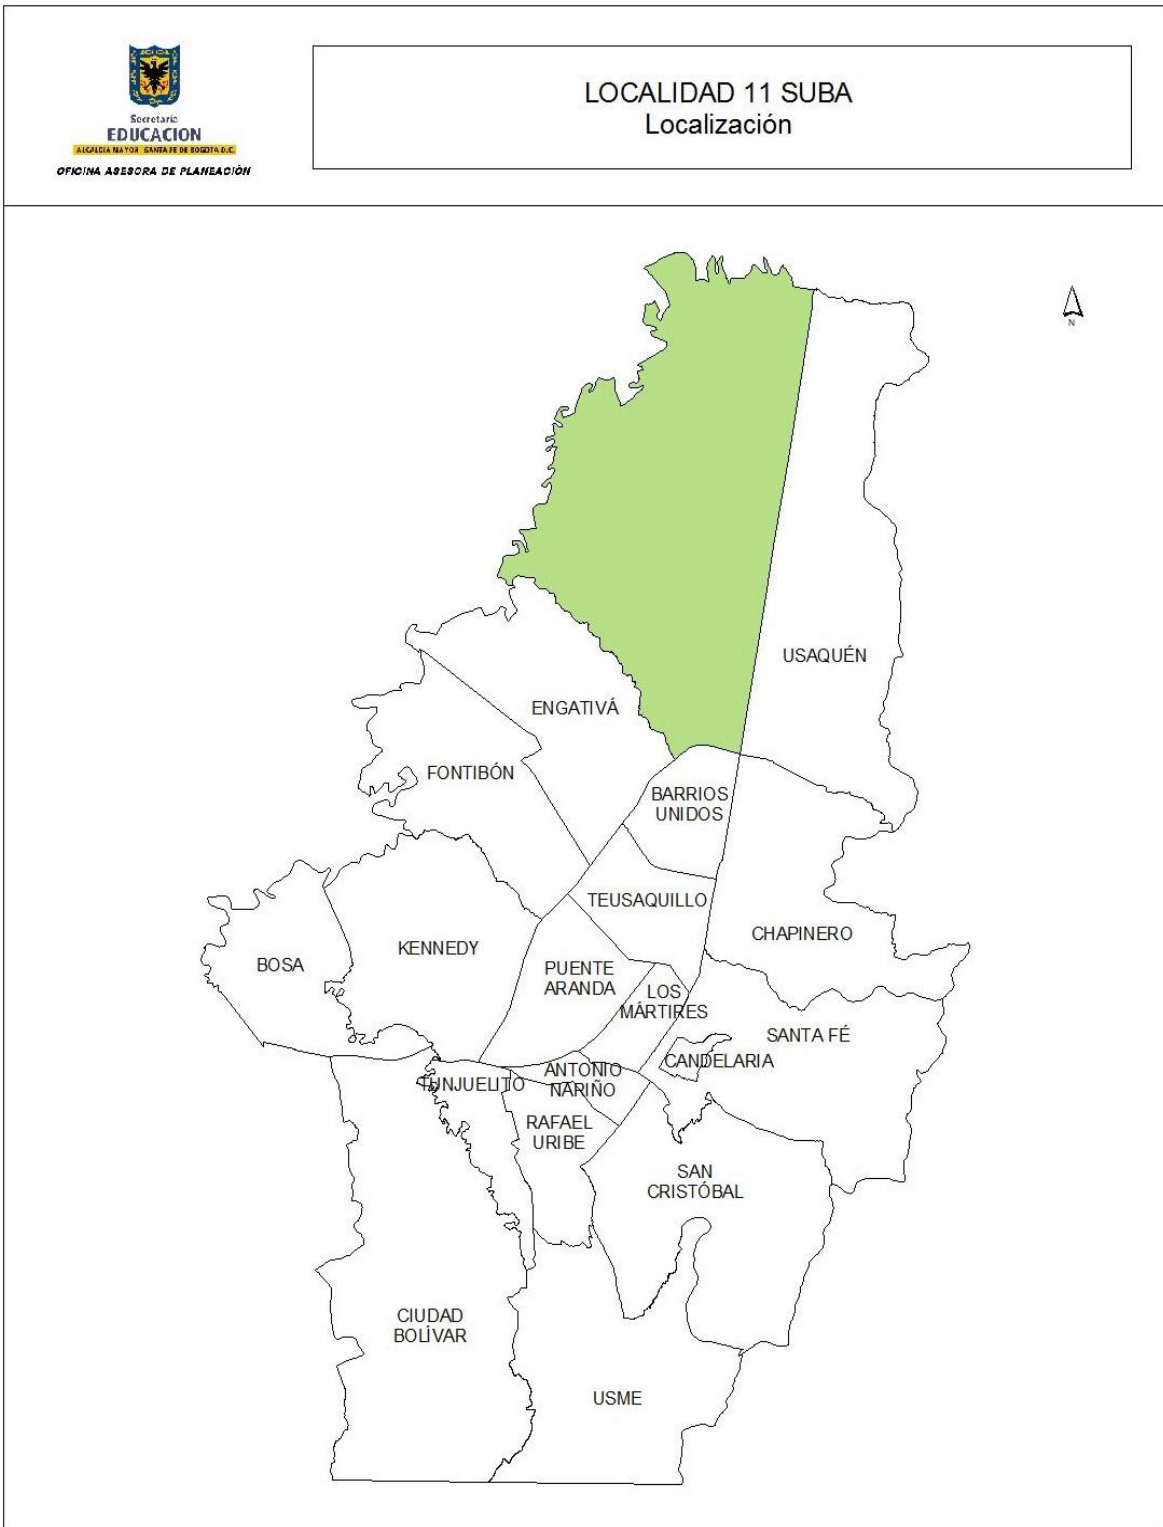 Secretaría
EDUCACION
ALCALDIA MAYOR SANTA FE DE BOGOTA D.C.
OFICINA ASESORA DE PLANEACIÓN
LOCALIDAD 11 SUBA
Localización
N
USAQUÉN
ENGATIVÁ
FONTIBÓN
BARRIOS
UNIDOS
TEUSAQUILLO
CHAPINERO
KENNEDY
BOSA
PUENTE
ARANDA
LOS
MÁRTIRES
SANTA FÉ
CANDELARIA
ANTONIO
NARIÑO
TUNJUELITO
RAFAEL
URIBE
SAN
CRISTÓBAL
CIUDAD
BOLÍVAR
USME